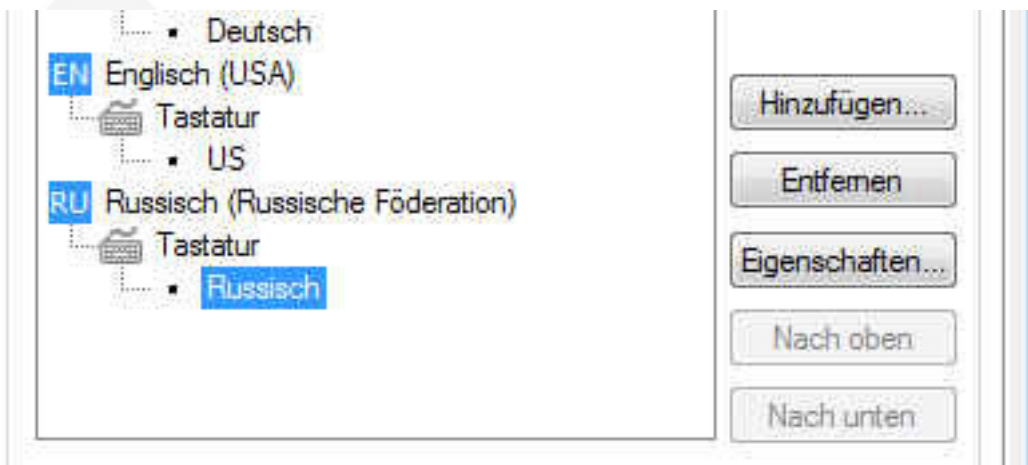 Deutsch
EN Englisch (USA)
Tastatur
US
RU Russisch (Russische Föderation)
Tastatur
Russisch
Hinzufügen...
Entfernen
Eigenschaften...
Nach oben
Nach unten